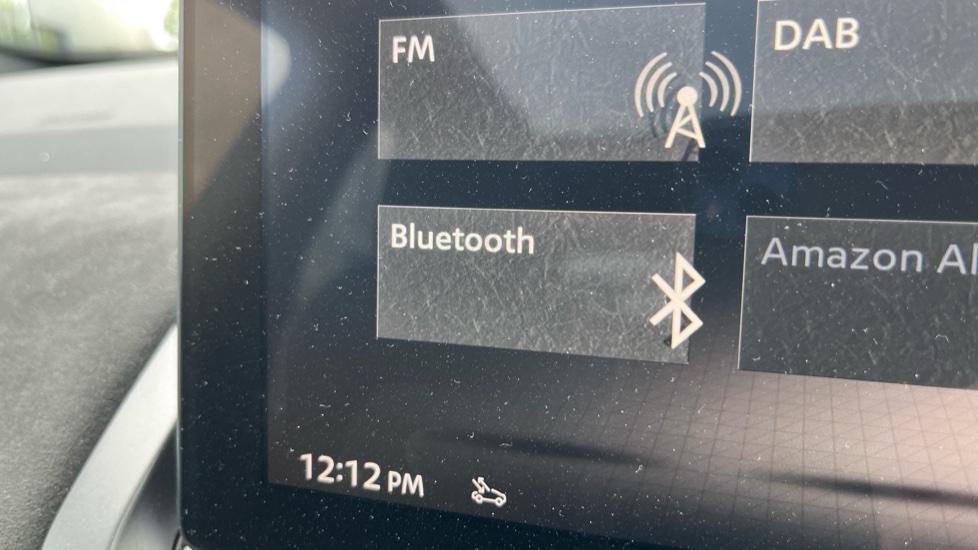 FM
DAB
Bluetooth
Amazon
12:12 PM